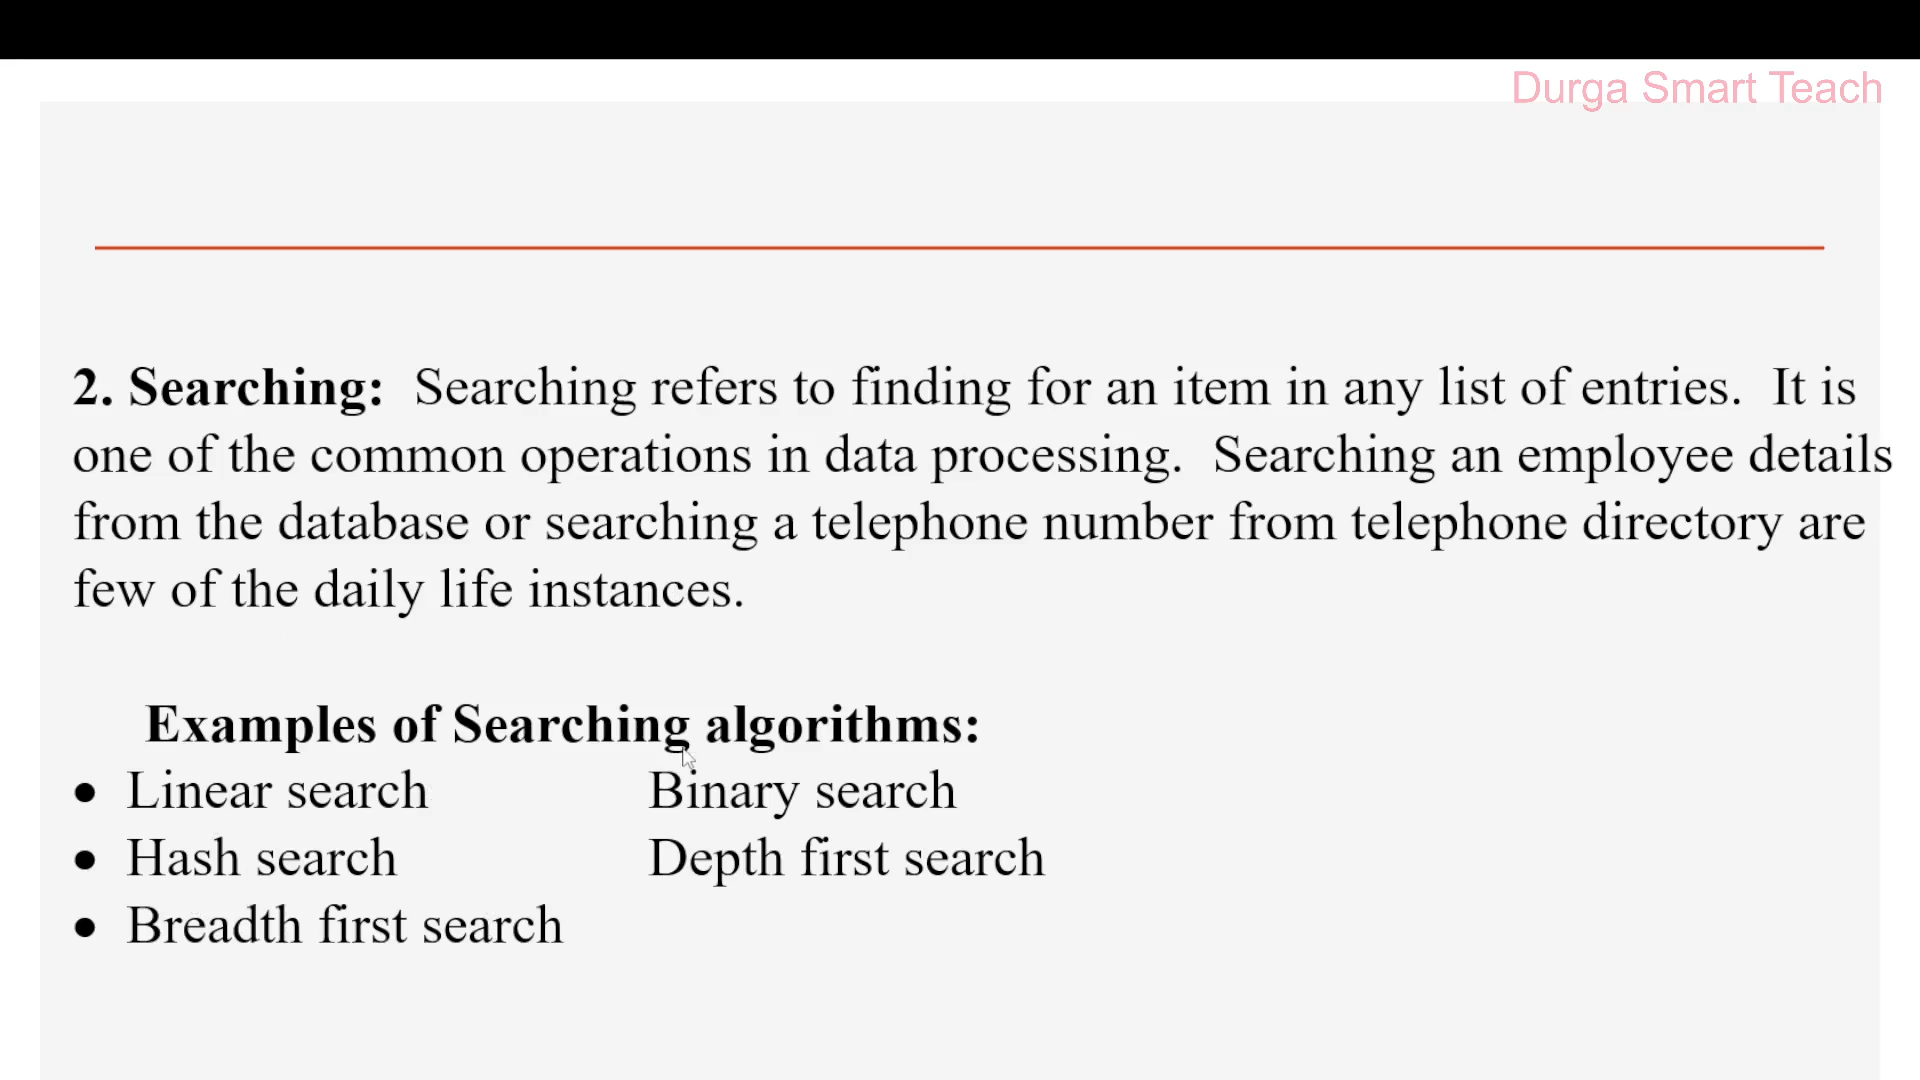 Durga Smart Teach
2. Searching: Searching refers to finding for an item in any list of entries. It is
one of the common operations in data processing. Searching an employee details
from the database or searching a telephone number from telephone directory are
few of the daily life instances.
Examples of Searching algorithms:
• Linear search Binary search
• Hash search Depth first search
• Breadth first search